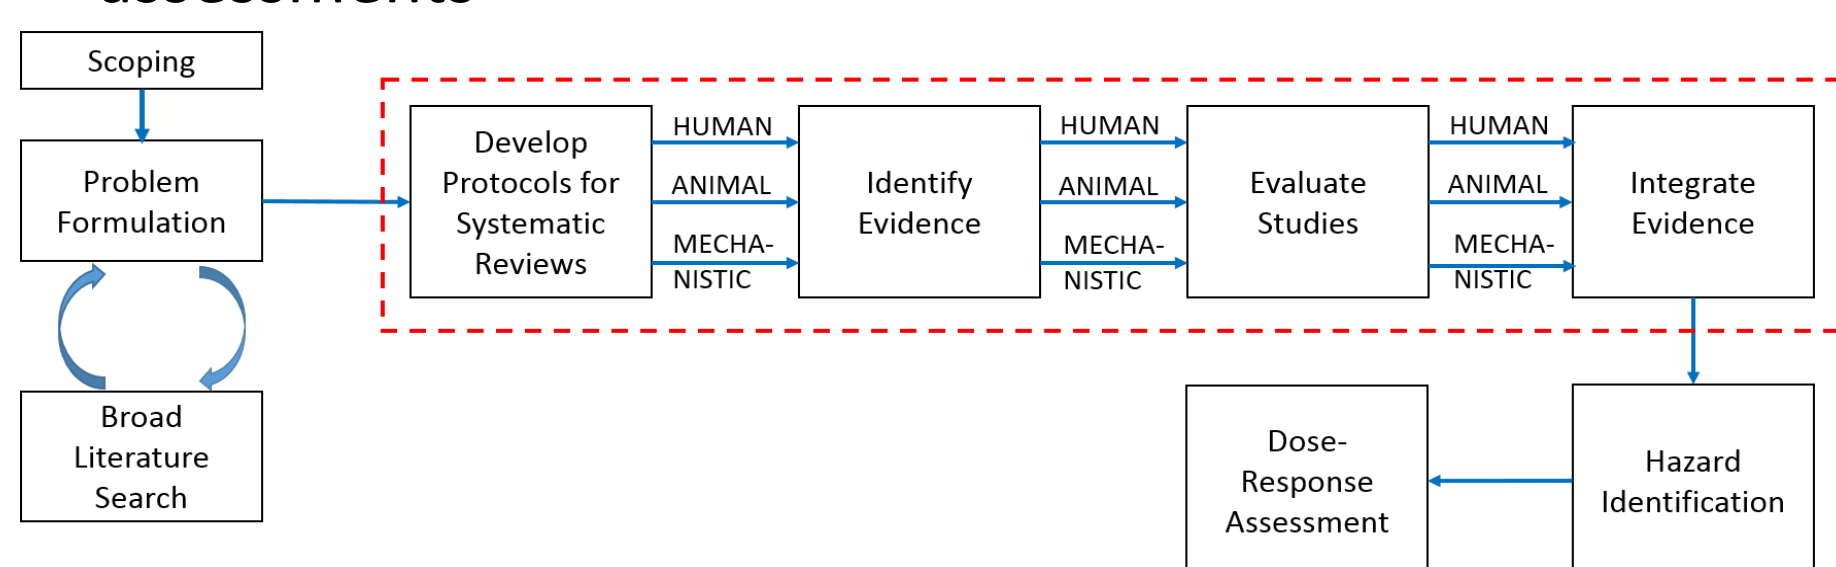 assessments
Scoping
Problem
Formulation
Broad
Literature
Search
Develop
Protocols for
Systematic
Reviews
HUMAN
ANIMAL
MECHA-
NISTIC
Identify
Evidence
HUMAN
ANIMAL
MECHA-
NISTIC
Evaluate
Studies
HUMAN
ANIMAL
MECHA-
NISTIC
Integrate
Evidence
Hazard
Identification
Dose-
Response
Assessment